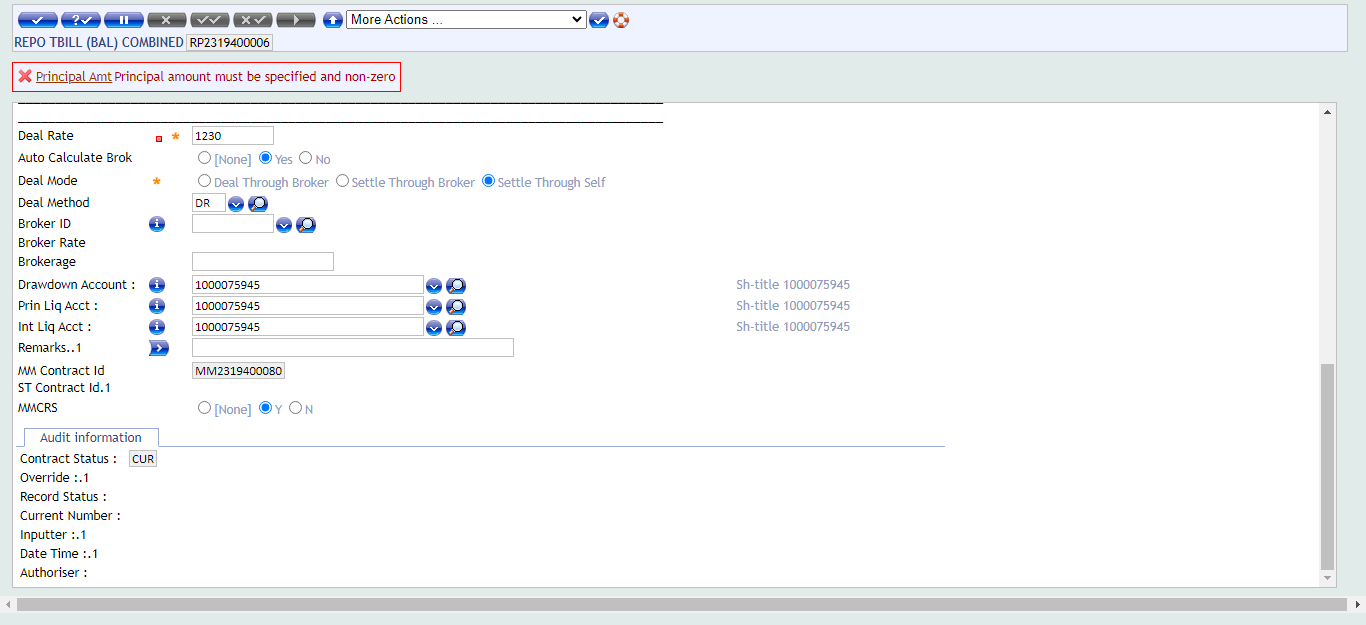 More Actions ...
REPO TBILL (BAL) COMBINED RP2319400006
Principal Amt Principal amount must be specified and non-zero
Deal Rate * 1230
Auto Calculate Brok [None] Yes No
Deal Mode * Deal Through Broker Settle Through Broker Settle Through Self
Deal Method DR
Broker ID
Broker Rate
Brokerage
Drawdown Account : 1000075945 Sh-title 1000075945
Prin Liq Acct : 1000075945 Sh-title 1000075945
Int Liq Acct : 1000075945 Sh-title 1000075945
Remarks..1
MM Contract Id MM2319400080
ST Contract Id.1
MMCRS [None] Y N
Audit information
Contract Status : CUR
Override :.1
Record Status :
Current Number :
Inputter :.1
Date Time :.1
Authoriser :